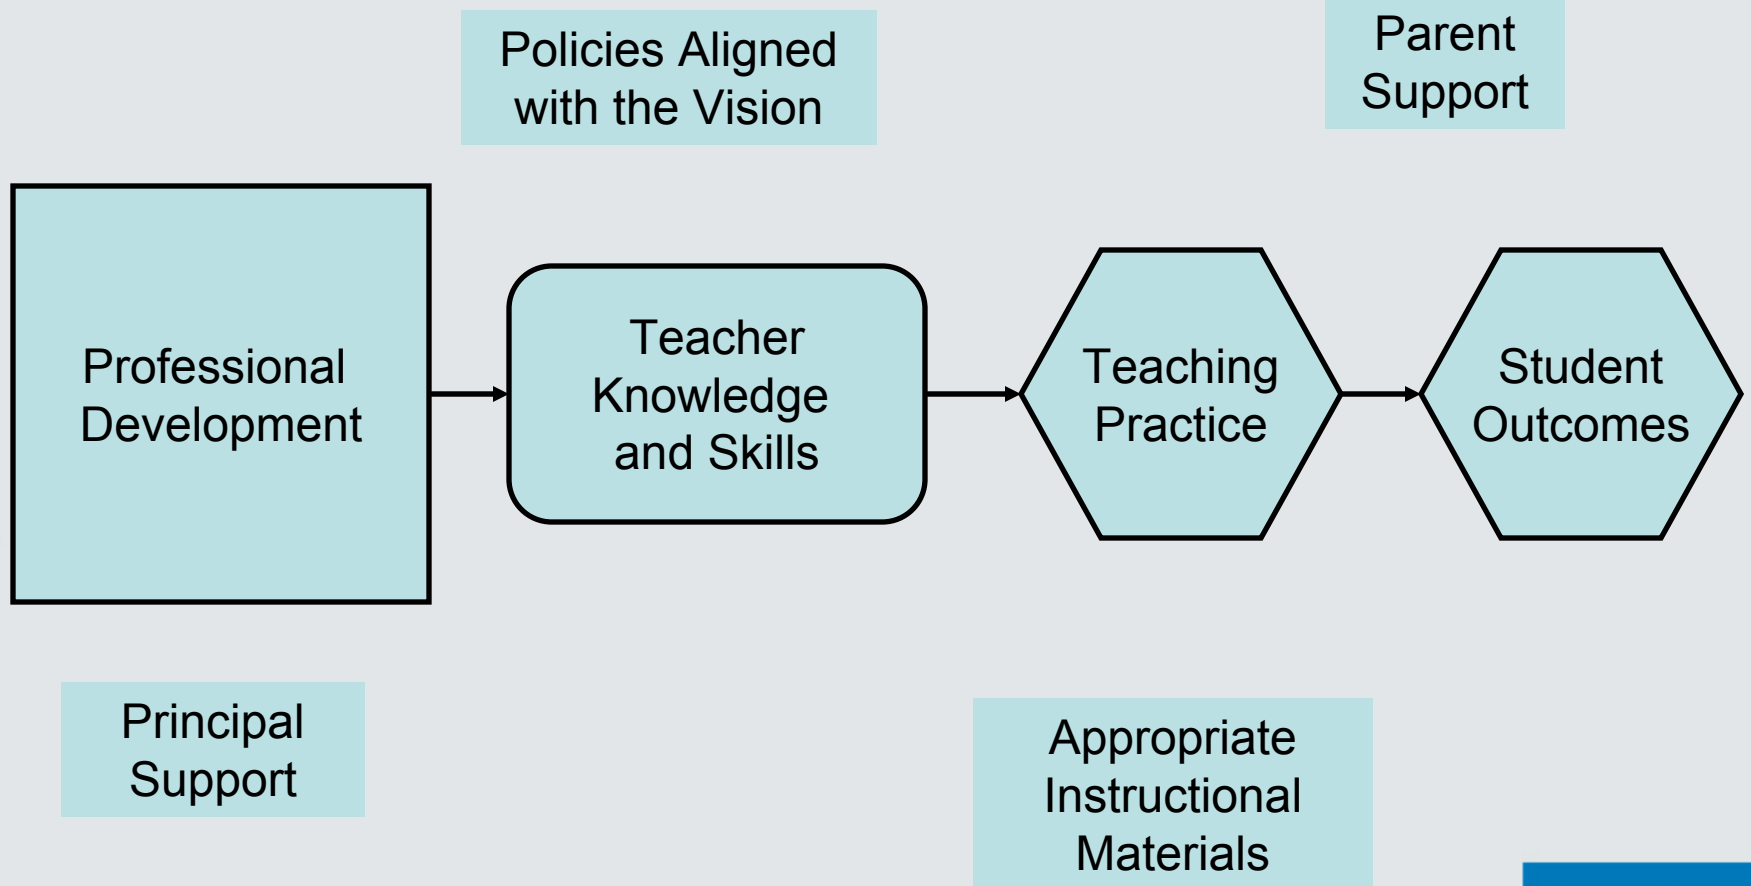 Policies Aligned
with the Vision
Parent
Support
Professional
Development
Teacher
Knowledge
and Skills
Teaching
Practice
Student
Outcomes
Principal
Support
Appropriate
Instructional
Materials